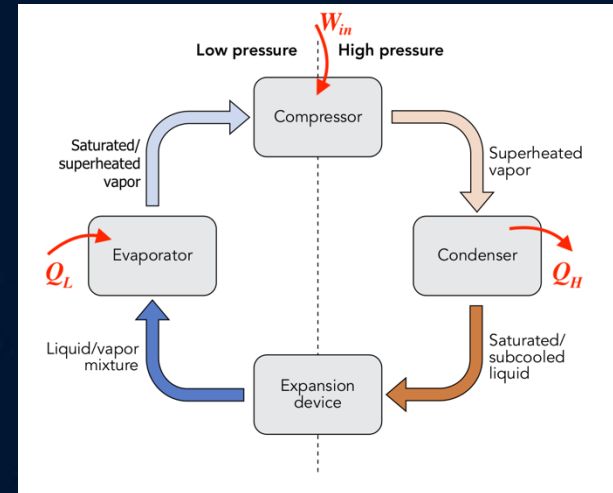 W_in
Low pressure
High pressure
Compressor
Saturated/
superheated
vapor
Superheated
vapor
Evaporator
Condenser
Q_L
Q_H
Liquid/vapor
mixture
Saturated/
subcooled
liquid
Expansion
device